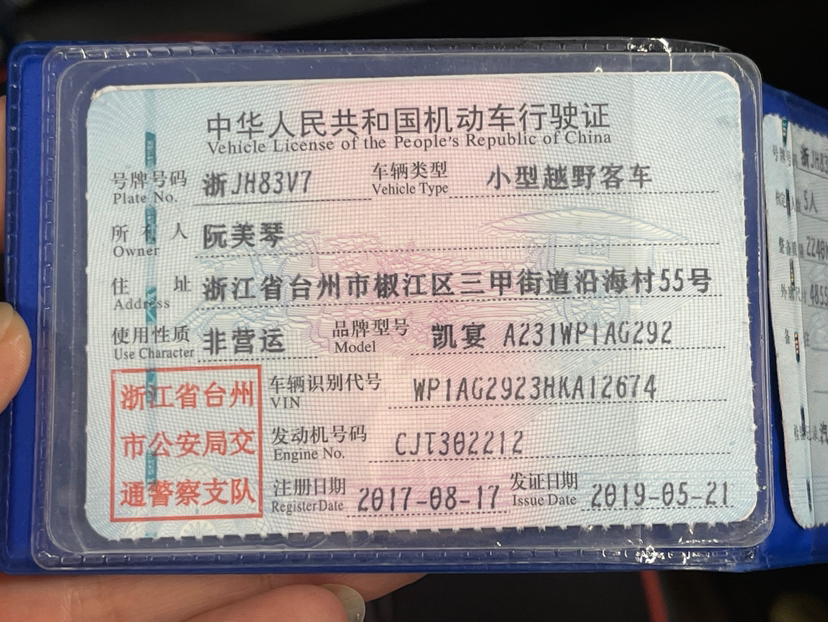 中华人民共和国机动车行驶证
Vehicle License of the People's Republic of China
号牌号码 浙JH83V7 车辆类型 小型越野客车
Plate No. Vehicle Type
所有人 阮美琴
Owner
住址 浙江省台州市椒江区三甲街道沿海村55号
Address
使用性质 非营运 品牌型号 凯宴 A231WP1AG292
Use Character Model
浙江省台州
市公安局交
通警察支队
车辆识别代号 WP1AG2923HKA12674
VIN
发动机号码 CJT302212
Engine No.
注册日期 2017-08-17 发证日期 2019-05-21
Register Date Issue Date
5人